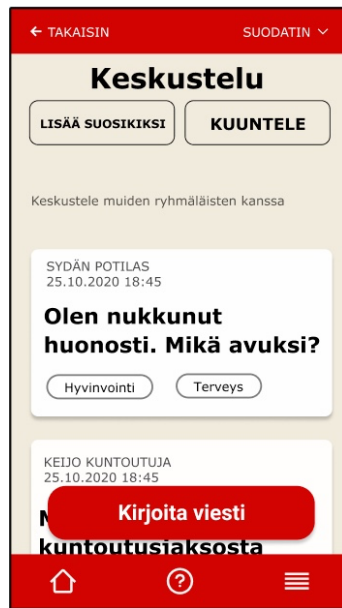 ← TAKAISIN SUODATIN
Keskustelu
LISÄÄ SUOSIKIKSI KUUNTELE
Keskustele muiden ryhmäläisten kanssa
SYDÄN POTILAS
25.10.2020 18:45
Olen nukkunut
huonosti. Mikä avuksi?
Hyvinvointi Terveys
KEIJO KUNTOUTUJA
25.10.2020 18:45
Kirjoita viesti
kuntoutusjaksosta
?